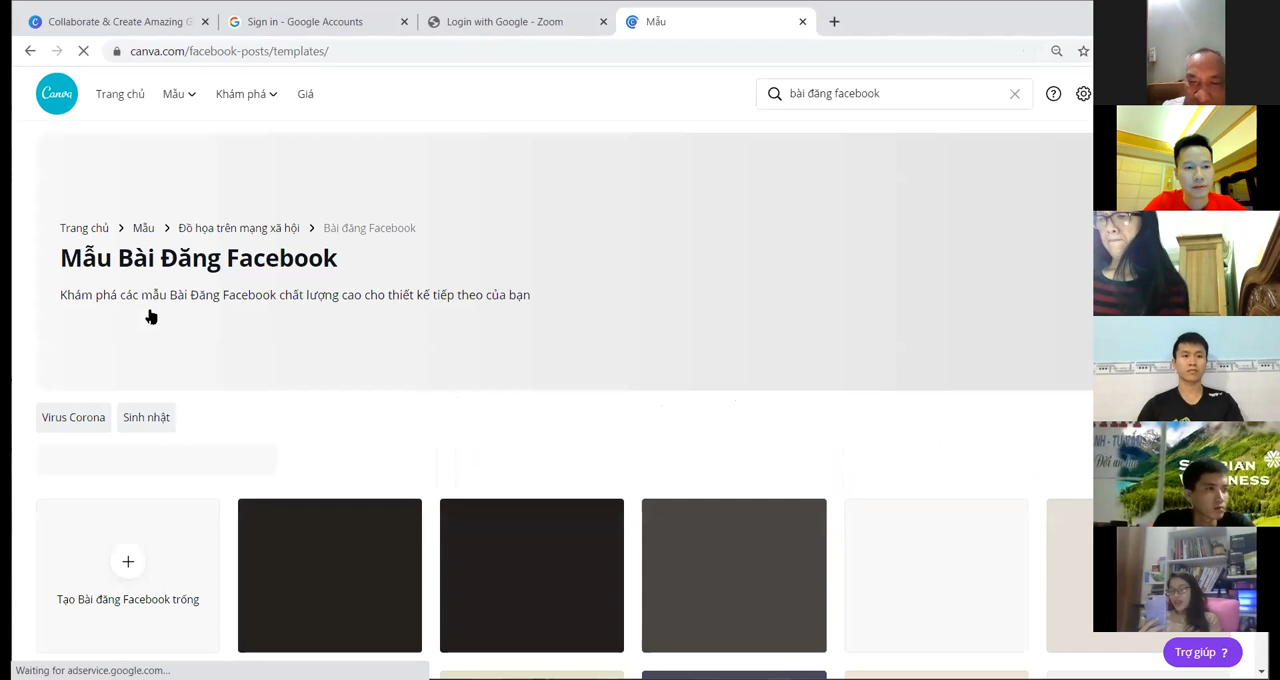 Collaborate & Create Amazing G
Sign in - Google Accounts
Login with Google - Zoom
Mẫu
canva.com/facebook-posts/templates/
Canva
Trang chủ
Mẫu
Khám phá
Giá
bài đăng facebook
Trang chủ > Mẫu > Đồ họa trên mạng xã hội > Bài đăng Facebook
Mẫu Bài Đăng Facebook
Khám phá các mẫu Bài Đăng Facebook chất lượng cao cho thiết kế tiếp theo của bạn
Virus Corona
Sinh nhật
Tạo Bài đăng Facebook trống
Waiting for adservice.google.com...
Trợ giúp ?